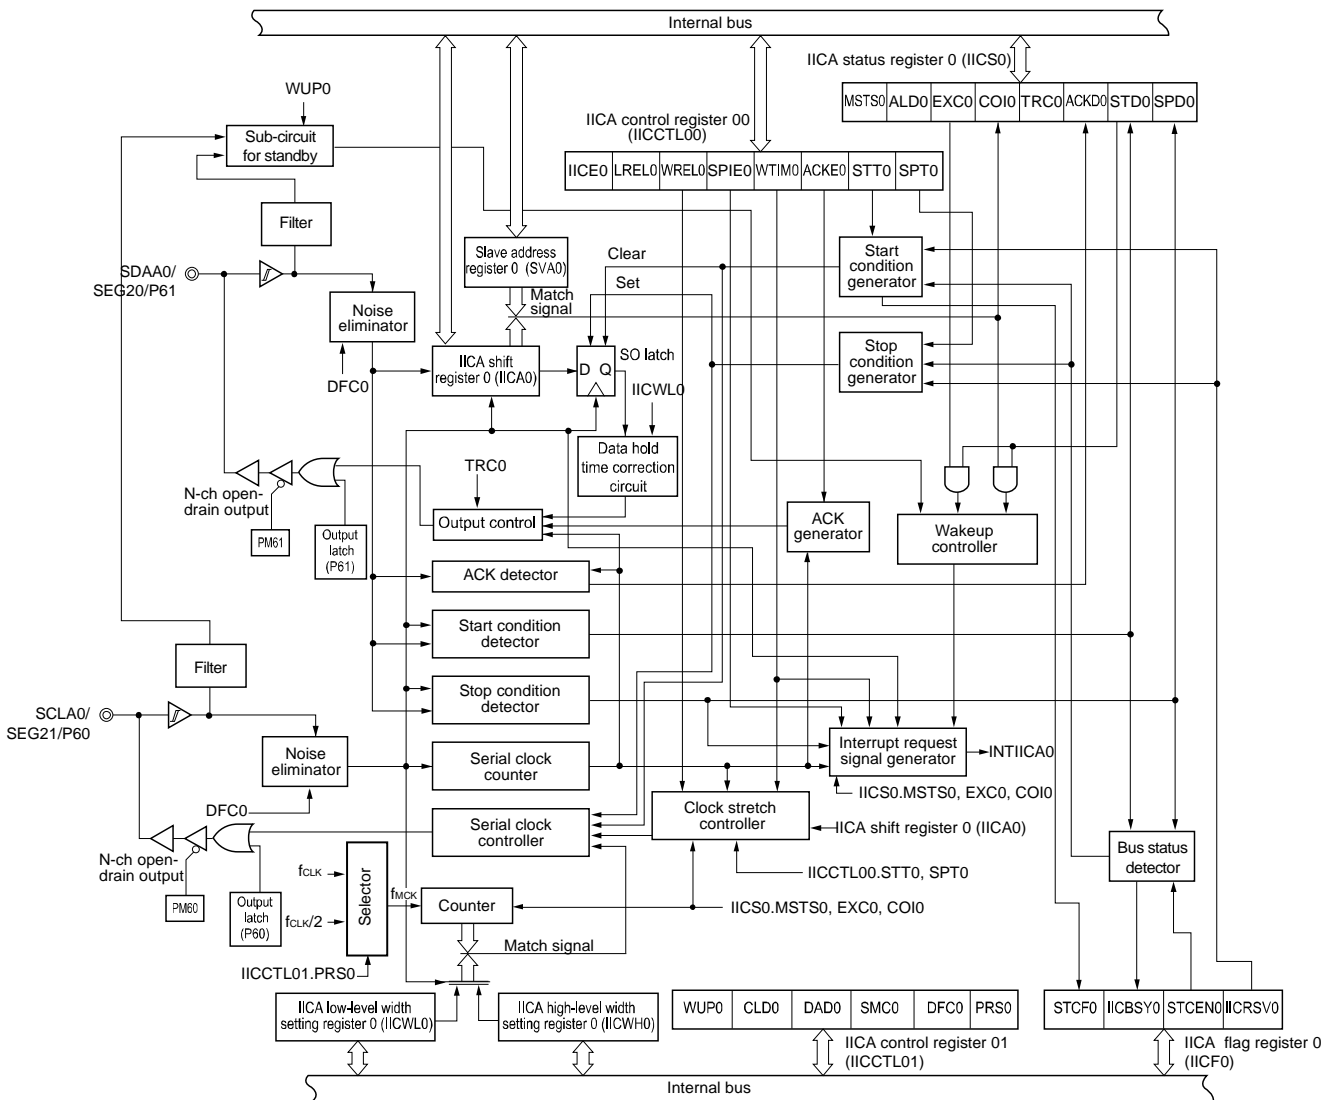 Internal bus
IICA status register 0 (IICS0)
MSTS0 ALD0 EXC0 COI0 TRC0 ACKD0 STD0 SPD0
WUP0
Sub-circuit
for standby
IICA control register 00
(IICCTL00)
IICE0 LREL0 WREL0 SPIE0 WTIM0 ACKE0 STT0 SPT0
Filter
Slave address
register 0 (SVA0)
Clear
Start
condition
generator
SDAA0/
SEG20/P61
Set
Match
signal
Noise
eliminator
DFC0
IICA shift
register 0 (IICA0)
SO latch
D Q
IICWL0
Stop
condition
generator
Data hold
time correction
circuit
TRC0
N-ch open-
drain output
PM61
Output
latch
(P61)
Output control
ACK
generator
Wakeup
controller
ACK detector
Start condition
detector
Filter
Stop condition
detector
SCLA0/
SEG21/P60
Noise
eliminator
DFC0
Serial clock
counter
Interrupt request
signal generator
INTIICA0
IICS0.MSTS0, EXC0, COI0
Serial clock
controller
Clock stretch
controller
IICA shift register 0 (IICA0)
Bus status
detector
N-ch open-
drain output
PM60
Output
latch
(P60)
fCLK
fCLK/2
Selector
fMCK
Counter
IICCTL00.STT0, SPT0
IICS0.MSTS0, EXC0, COI0
Match signal
IICCTL01.PRS0
IICA low-level width
setting register 0 (IICWL0)
IICA high-level width
setting register 0 (IICWH0)
WUP0 CLD0 DAD0 SMC0 DFC0 PRS0
STCF0 IICBSY0 STCEN0 IICRSV0
IICA control register 01
(IICCTL01)
IICA flag register 0
(IICF0)
Internal bus